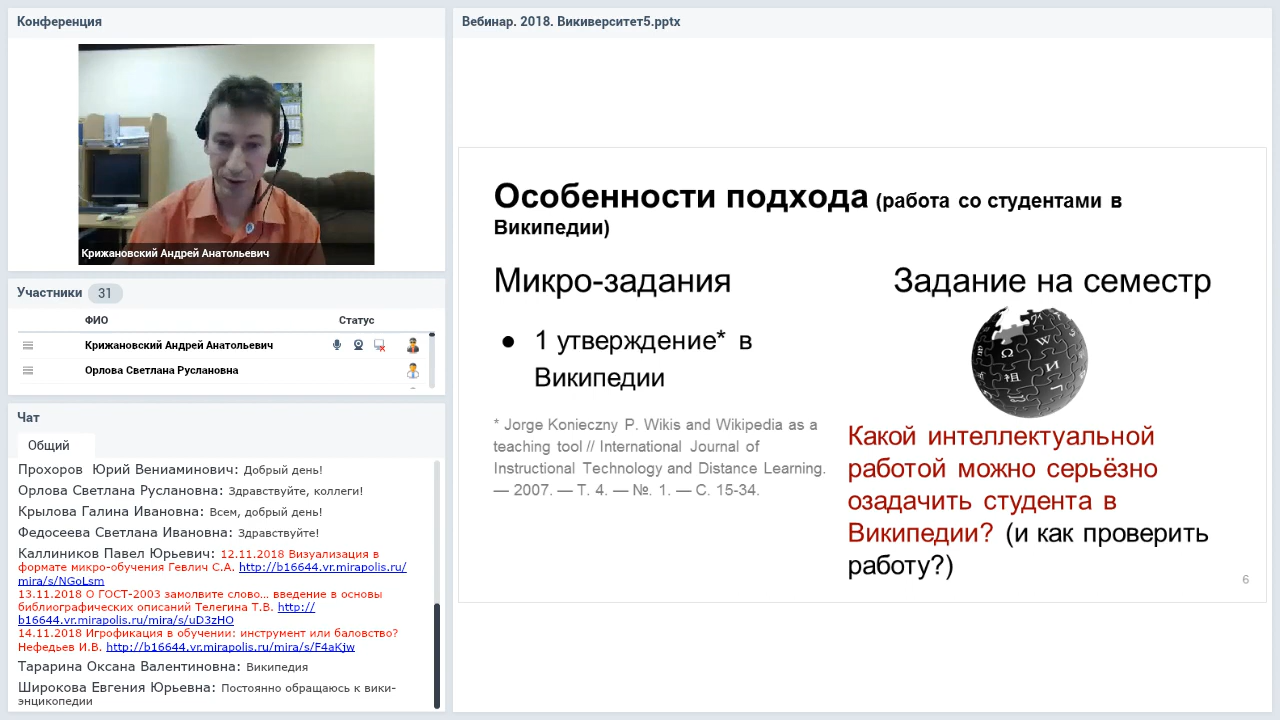 Конференция
Крижановский Андрей Анатольевич
Участники 31
ФИО Статус
Крижановский Андрей Анатольевич
Орлова Светлана Руслановна
Чат
Общий
Прохоров Юрий Вениаминович: Добрый день!
Орлова Светлана Руслановна: Здравствуйте, коллеги!
Крылова Галина Ивановна: Всем, добрый день!
Федосеева Светлана Ивановна: Здравствуйте!
Каллиников Павел Юрьевич: 12.11.2018 Визуализация в
формате микро-обучения Гевлич С.А. http://b16644.vr.mirapolis.ru/
mira/s/NGoLsm
13.11.2018 О ГОСТ-2003 замолвите слово... введение в основы
библиографических описаний Телегина Т.В. http://
b16644.vr.mirapolis.ru/mira/s/uD3zHO
14.11.2018 Игрофикация в обучении: инструмент или баловство?
Нефедьев И.В. http://b16644.vr.mirapolis.ru/mira/s/F4aKjw
Тарарина Оксана Валентиновна: Википедия
Широкова Евгения Юрьевна: Постоянно обращаюсь к вики-
энцикопедии
Вебинар. 2018. Викиверситет5.pptx
Особенности подхода (работа со студентами в
Википедии)
Микро-задания
● 1 утверждение* в
Википедии
* Jorge Konieczny P. Wikis and Wikipedia as a
teaching tool // International Journal of
Instructional Technology and Distance Learning.
— 2007. — Т. 4. — №. 1. — С. 15-34.
Задание на семестр
Ω W
祖 И
Какой интеллектуальной
работой можно серьёзно
озадачить студента в
Википедии? (и как проверить
работу?)
6